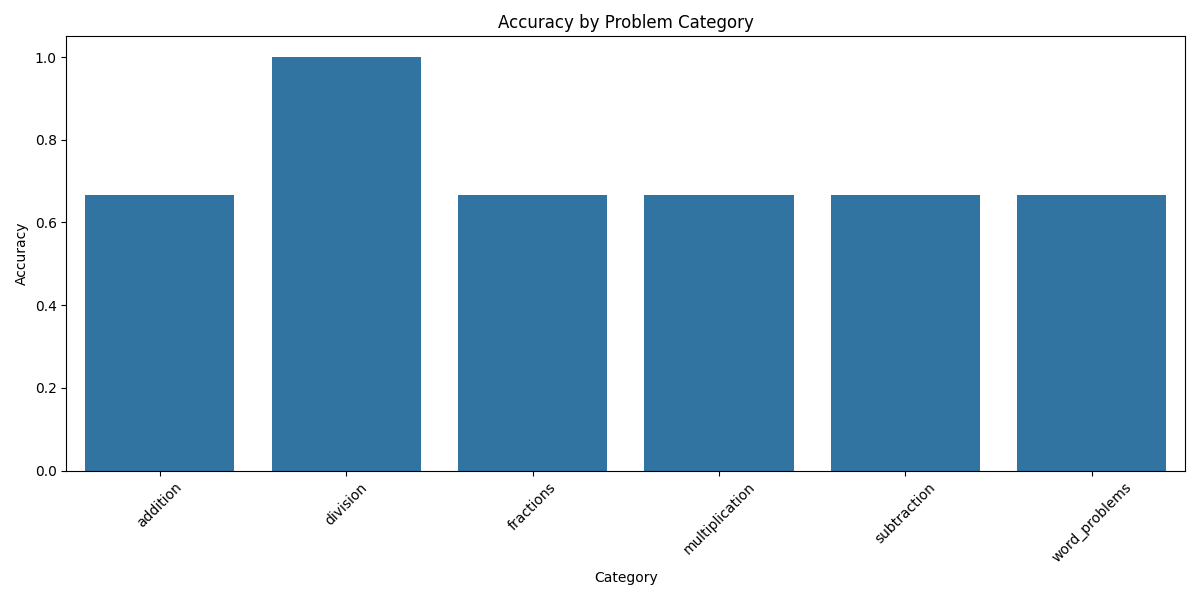 Accuracy by Problem Category
Accuracy
1.0
0.8
0.6
0.4
0.2
0.0
addition
division
fractions
multiplication
subtraction
word_problems
Category